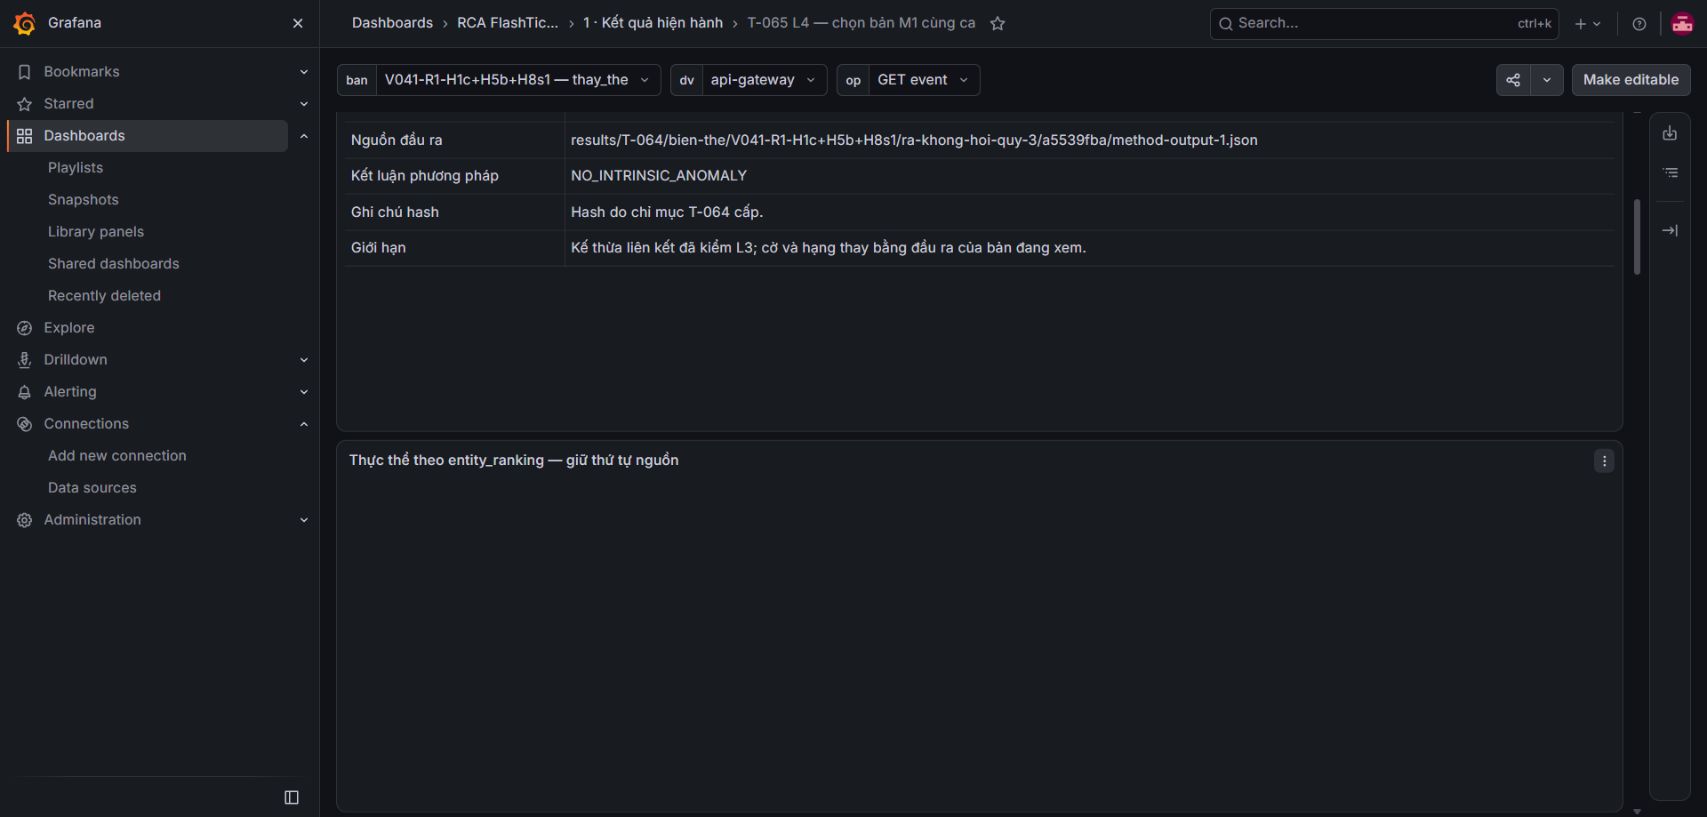 Grafana
Dashboards › RCA FlashTic... › 1 · Kết quả hiện hành › T-065 L4 — chọn bản M1 cùng ca
Search... ctrl+k
Bookmarks
Starred
Dashboards
Playlists
Snapshots
Library panels
Shared dashboards
Recently deleted
Explore
Drilldown
Alerting
Connections
Add new connection
Data sources
Administration
ban V041-R1-H1c+H5b+H8s1 — thay_the dv api-gateway op GET event
Make editable
Nguồn đầu ra results/T-064/bien-the/V041-R1-H1c+H5b+H8s1/ra-khong-hoi-quy-3/a5539fba/method-output-1.json
Kết luận phương pháp NO_INTRINSIC_ANOMALY
Ghi chú hash Hash do chỉ mục T-064 cấp.
Giới hạn Kế thừa liên kết đã kiểm L3; cờ và hạng thay bằng đầu ra của bản đang xem.
Thực thể theo entity_ranking — giữ thứ tự nguồn